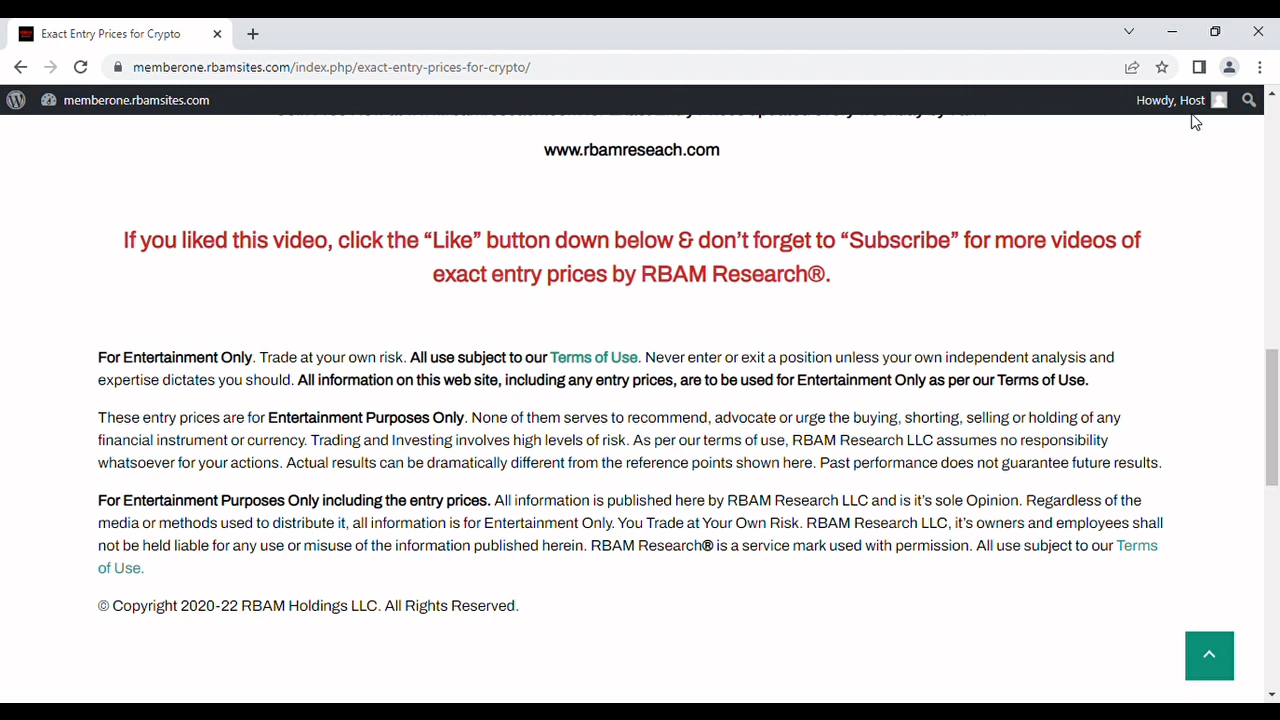 Exact Entry Prices for Crypto
memberone.rbamsites.com/index.php/exact-entry-prices-for-crypto/
memberone.rbamsites.com
Howdy, Host
www.rbamreseach.com
If you liked this video, click the “Like” button down below & don’t forget to “Subscribe” for more videos of
exact entry prices by RBAM Research®.
For Entertainment Only. Trade at your own risk. All use subject to our Terms of Use. Never enter or exit a position unless your own independent analysis and
expertise dictates you should. All information on this web site, including any entry prices, are to be used for Entertainment Only as per our Terms of Use.
These entry prices are for Entertainment Purposes Only. None of them serves to recommend, advocate or urge the buying, shorting, selling or holding of any
financial instrument or currency. Trading and Investing involves high levels of risk. As per our terms of use, RBAM Research LLC assumes no responsibility
whatsoever for your actions. Actual results can be dramatically different from the reference points shown here. Past performance does not guarantee future results.
For Entertainment Purposes Only including the entry prices. All information is published here by RBAM Research LLC and is it’s sole Opinion. Regardless of the
media or methods used to distribute it, all information is for Entertainment Only. You Trade at Your Own Risk. RBAM Research LLC, it’s owners and employees shall
not be held liable for any use or misuse of the information published herein. RBAM Research® is a service mark used with permission. All use subject to our Terms
of Use.
© Copyright 2020-22 RBAM Holdings LLC. All Rights Reserved.